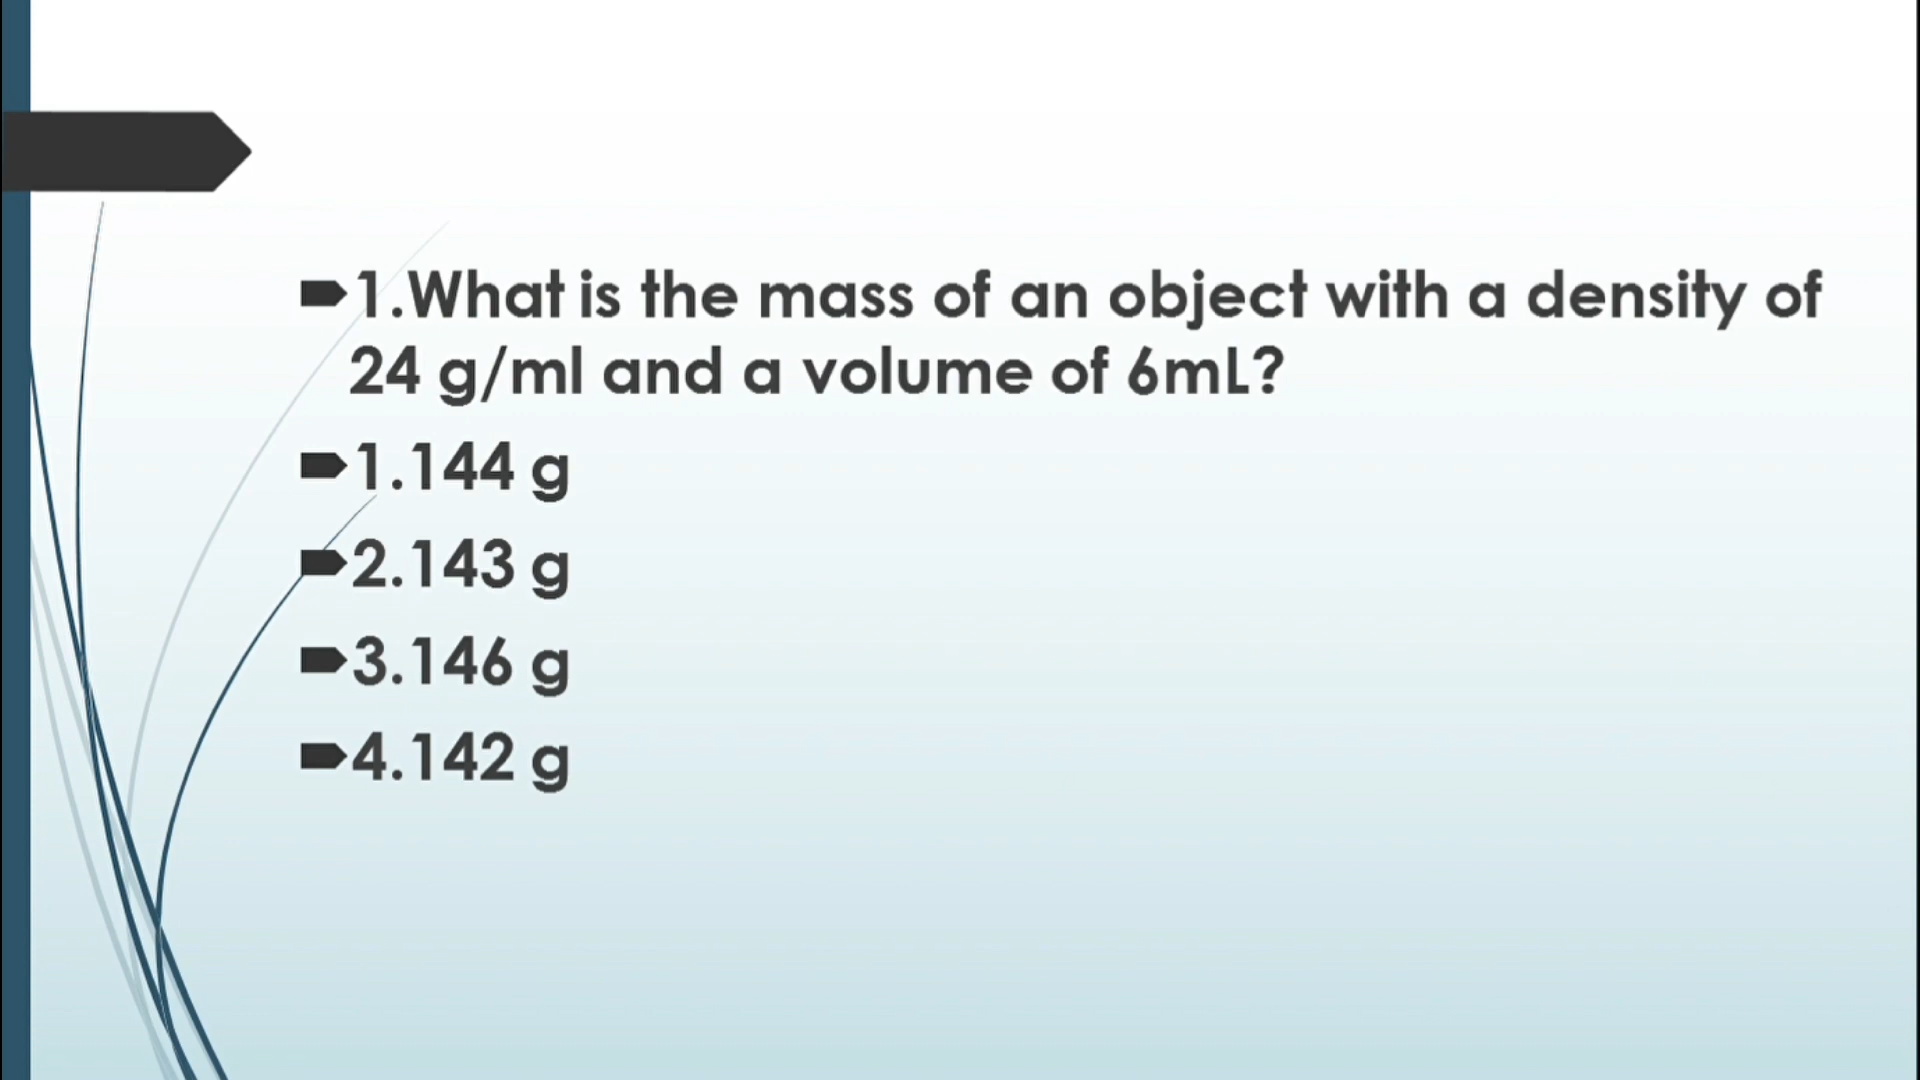 1.What is the mass of an object with a density of
24 g/ml and a volume of 6mL?
1.144 g
2.143 g
3.146 g
4.142 g